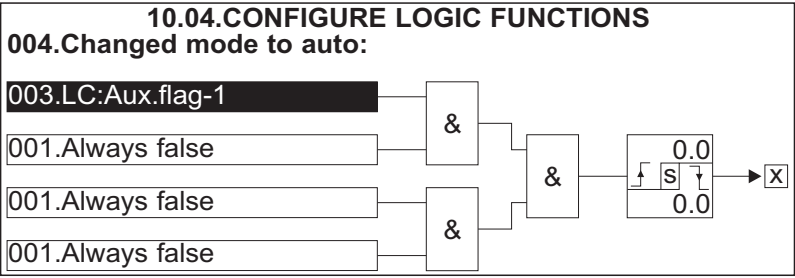 10.04.CONFIGURE LOGIC FUNCTIONS
004.Changed mode to auto:
003.LC:Aux.flag-1
&
001.Always false
&
0.0
S
X
0.0
001.Always false
&
001.Always false